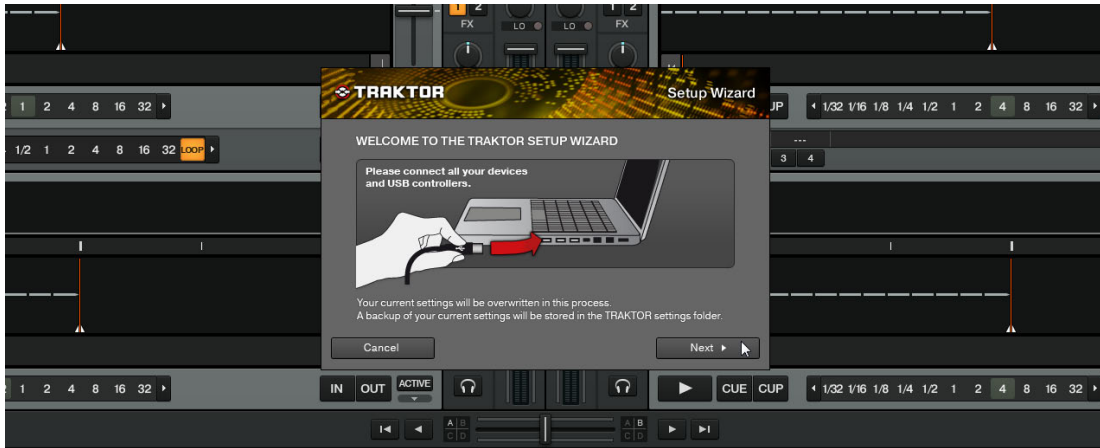 1 2
FX
LO
LO
1 2
FX
TRAKTOR
Setup Wizard
1 2 4 8 16 32
UP
1/32 1/16 1/8 1/4 1/2 1 2 4 8 16 32
WELCOME TO THE TRAKTOR SETUP WIZARD
1/2 1 2 4 8 16 32 LOOP
---
3 4
Please connect all your devices
and USB controllers.
Your current settings will be overwritten in this process.
A backup of your current settings will be stored in the TRAKTOR settings folder.
Cancel
Next
1 2 4 8 16 32
IN OUT ACTIVE
CUE CUP
1/32 1/16 1/8 1/4 1/2 1 2 4 8 16 32
A B
C D
A B
C D